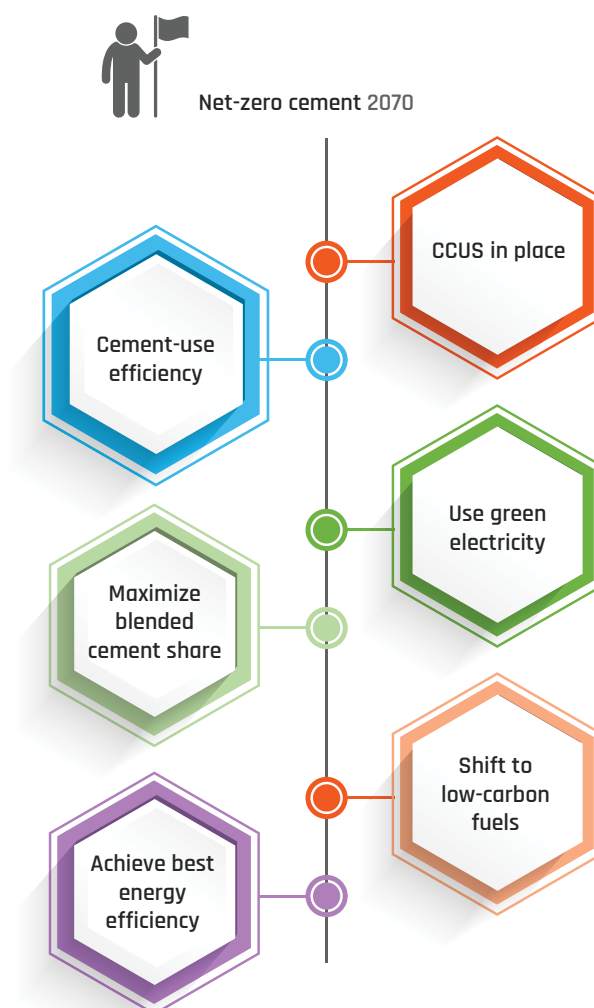 Net-zero cement 2070
CCUS in place
Cement-use
efficiency
Use green
electricity
Maximize
blended
cement share
Shift to
low-carbon
fuels
Achieve best
energy
efficiency